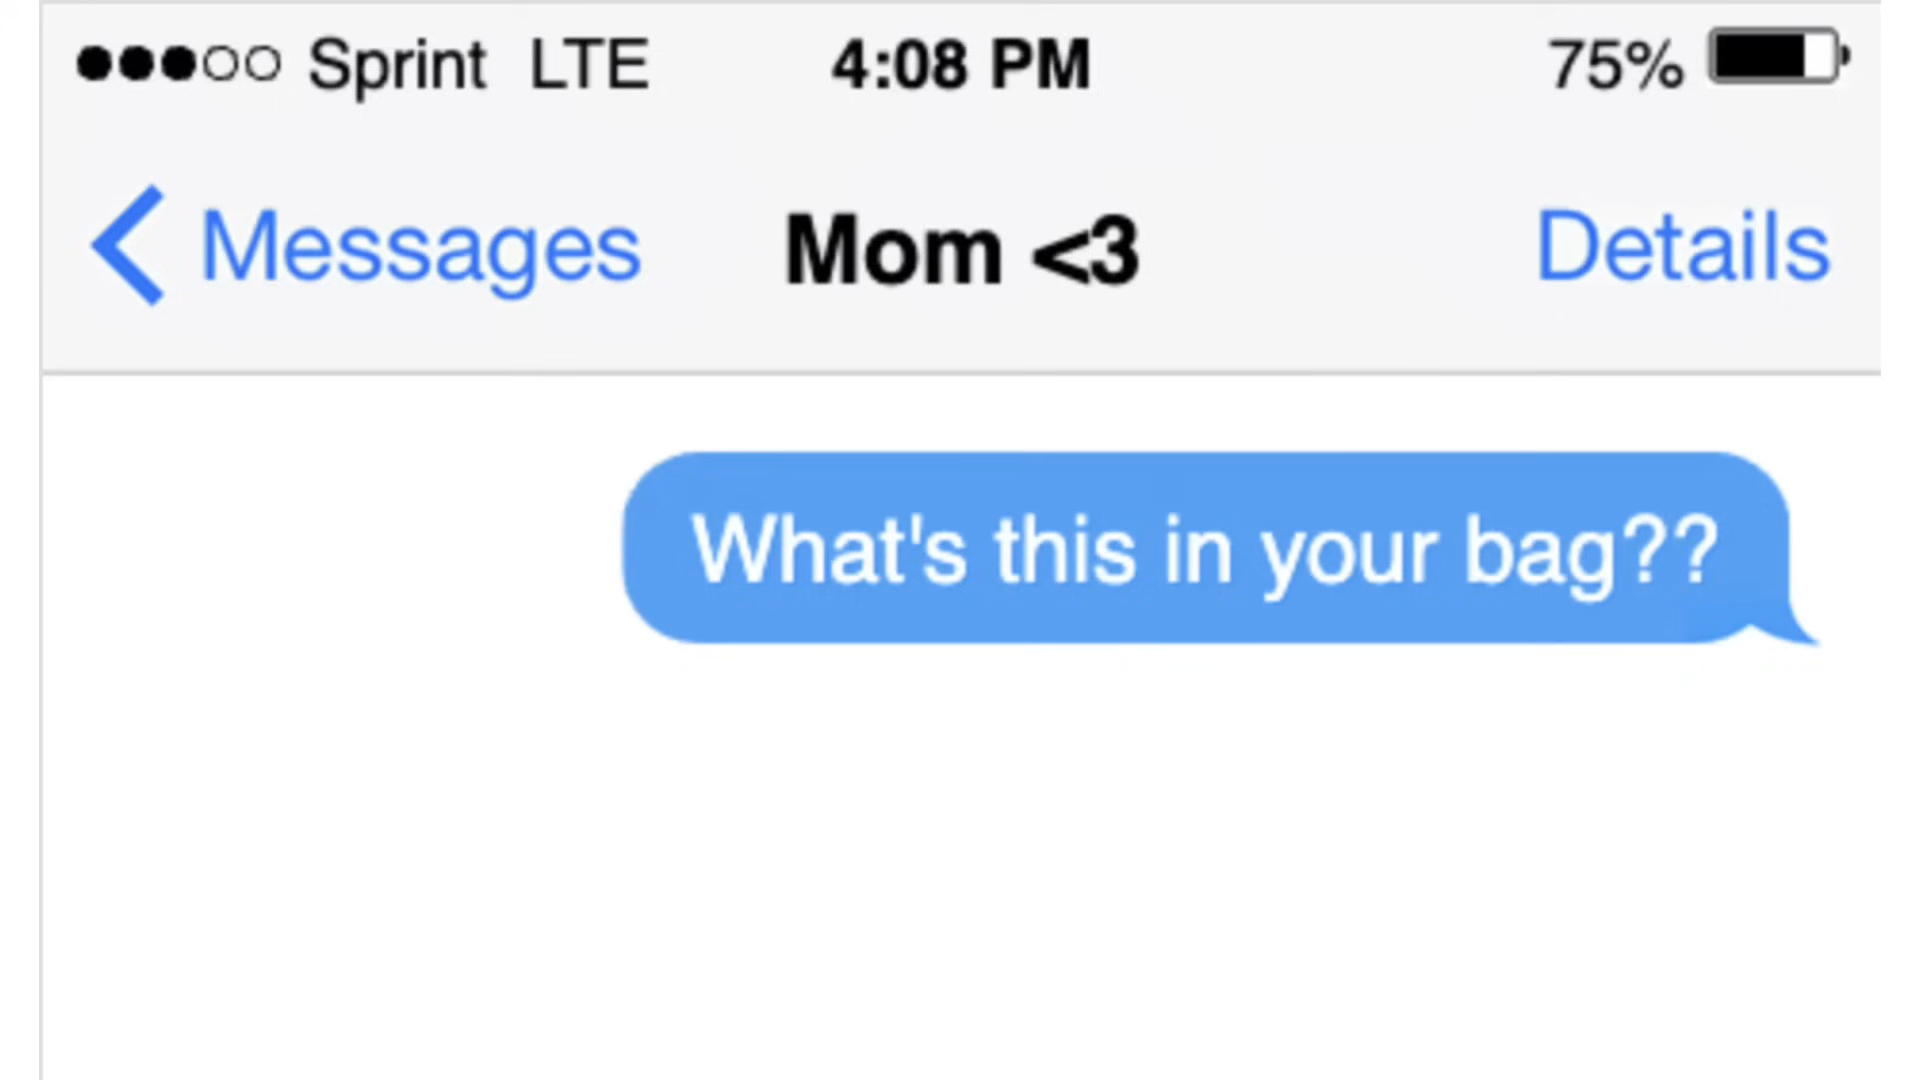 Sprint LTE 4:08 PM 75%
Messages Mom <3 Details
What's this in your bag??